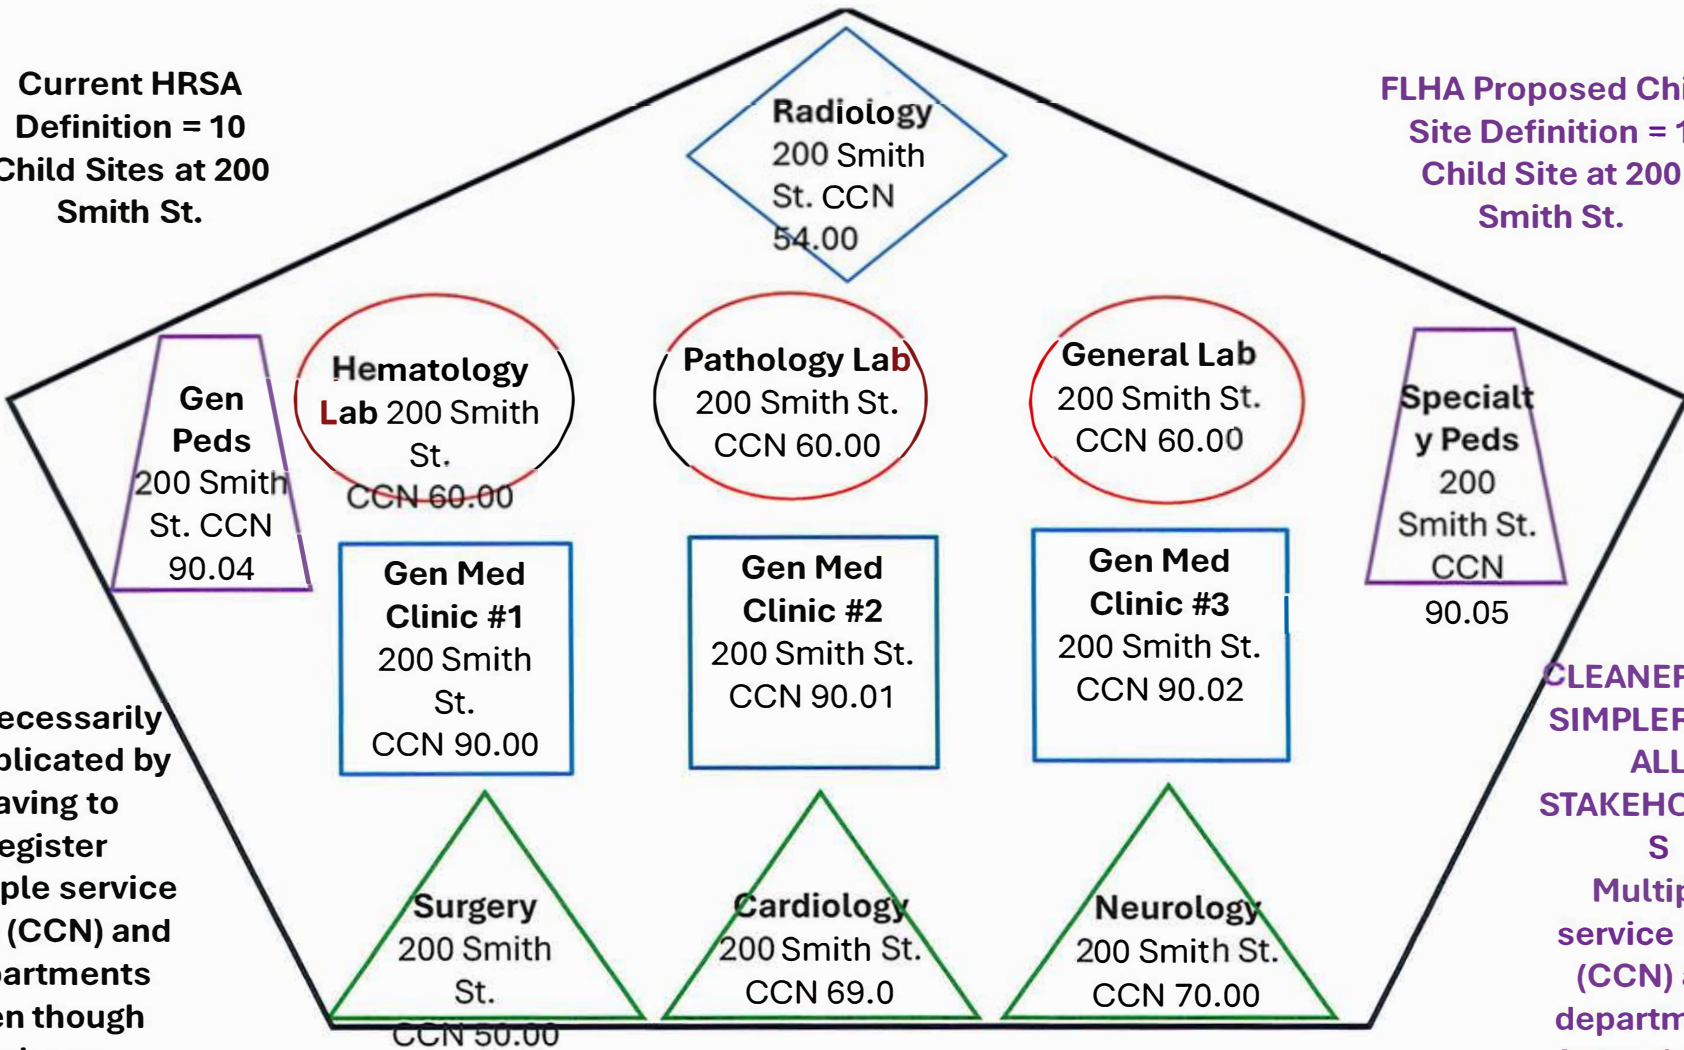 Current HRSA
Definition = 10
Child Sites at 200
Smith St.
Radiology
200 Smith
St. CCN
54.00
FLHA Proposed
Site Definition =
Child Site at 200
Smith St.
Gen
Peds
200 Smith
St. CCN
90.04
Hematology
Lab 200 Smith
St.
CCN 60.00
Pathology Lab
200 Smith St.
CCN 60.00
General Lab
200 Smith St.
CCN 60.00
Specialt
y Peds
200
Smith St.
CCN
90.05
Gen Med
Clinic #1
200 Smith
St.
CCN 90.00
Gen Med
Clinic #2
200 Smith St.
CCN 90.01
Gen Med
Clinic #3
200 Smith St.
CCN 90.02
Surgery
200 Smith
St.
CCN 50.00
Cardiology
200 Smith St.
CCN 69.0
Neurology
200 Smith St.
CCN 70.00
ecessarily
plicated by
aving to
egister
ple service
(CCN) and
partments
en though
CLEANER
SIMPLER
ALL
STAKEHO
S
Multip
service
(CCN)
departm